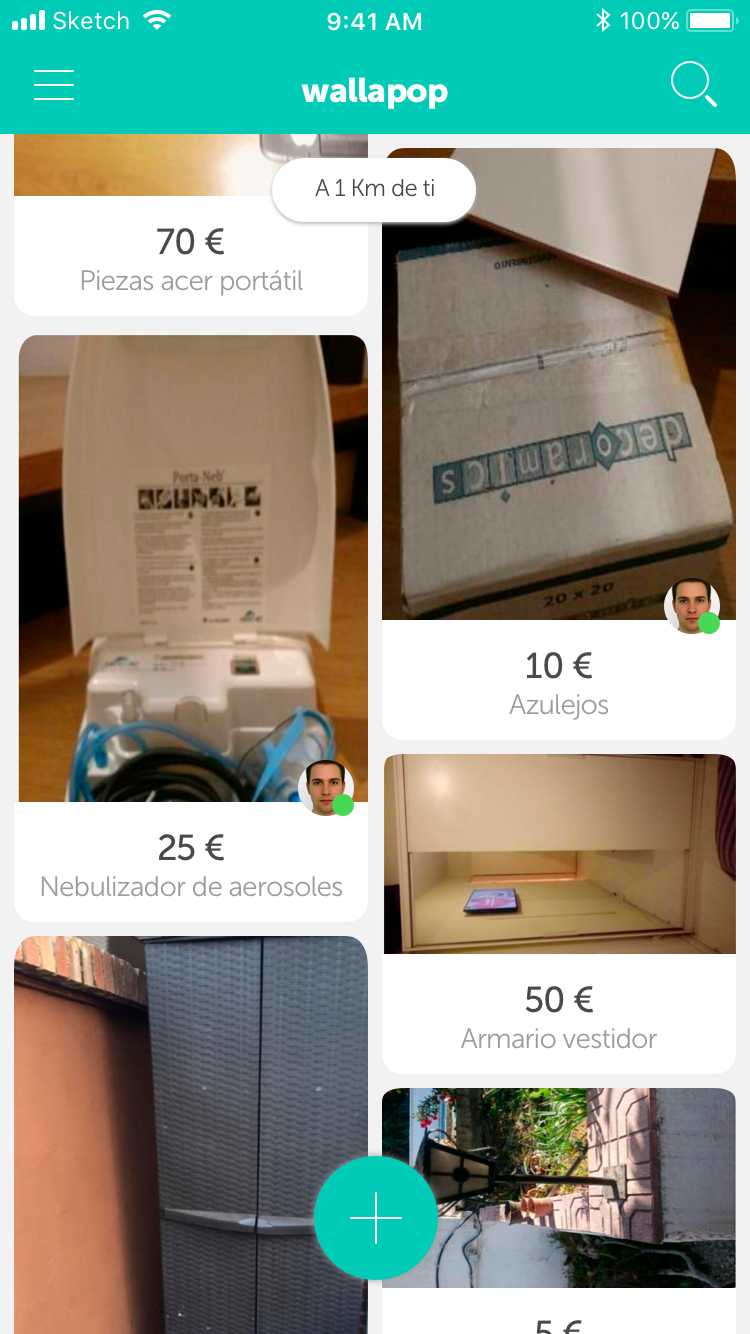 Sketch
9:41 AM
100%
wallapop
A 1 Km de ti
70 €
Piezas acer portátil
Porta-Neb
25 €
Nebulizador de aerosoles
decoramics
20 x 20
10 €
Azulejos
50 €
Armario vestidor
5 €